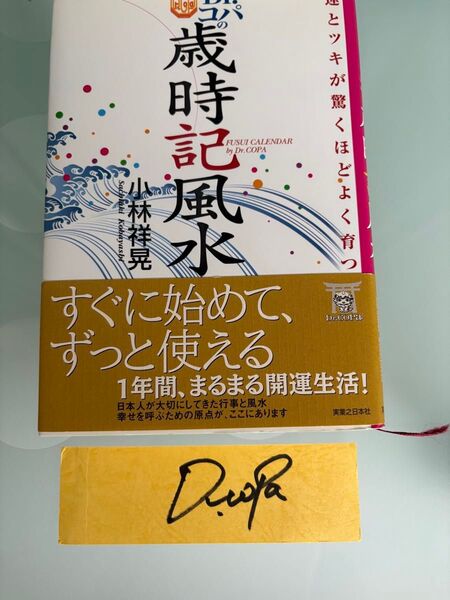 Dr.
コパの
歳時記風水
FUSUI CALENDAR
by Dr.COPA
小林祥晃
Sachiaki Kobayashi
運とツキが驚くほどよく育つ
すぐに始めて、
ずっと使える
1年間、まるまる開運生活!
日本人が大切にしてきた行事と風水
幸せを呼ぶための原点が、ここにあります
実業之日本社
Dr.copa